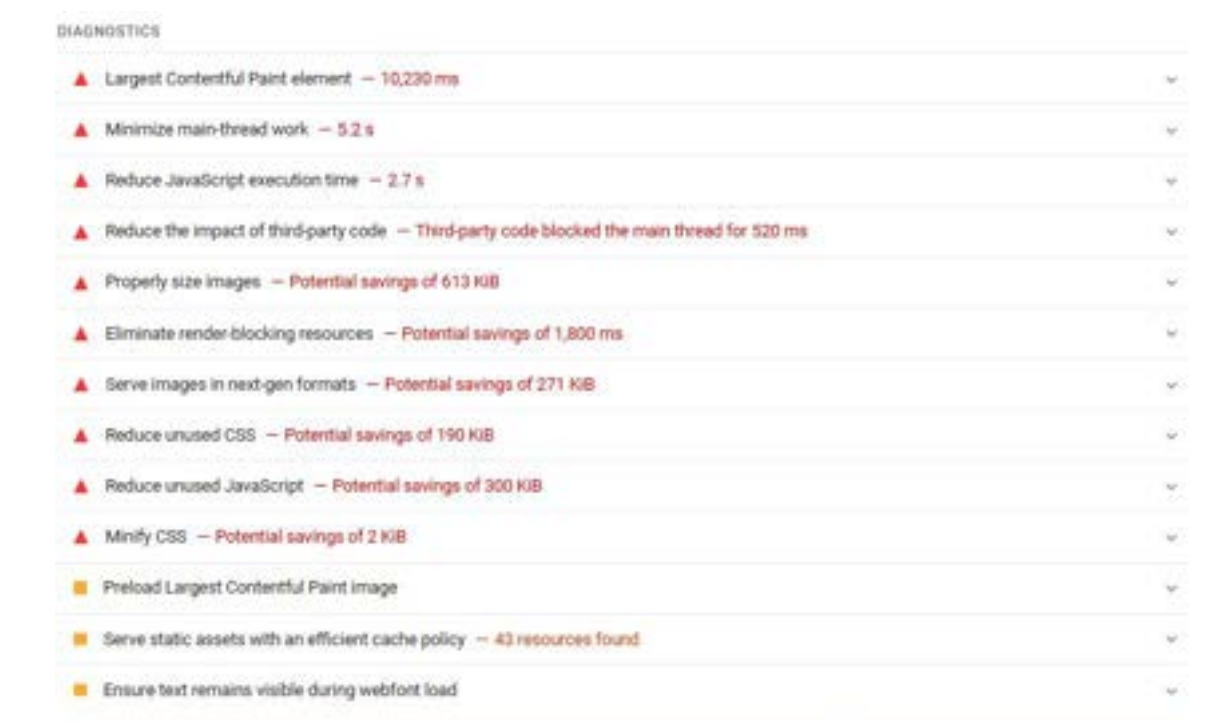 DIAGNOSTICS
Largest Contentful Paint element — 10,230 ms
Minimize main-thread work — 5.2 s
Reduce JavaScript execution time — 2.7 s
Reduce the impact of third-party code — Third-party code blocked the main thread for 520 ms
Properly size images — Potential savings of 613 KiB
Eliminate render-blocking resources — Potential savings of 1,800 ms
Serve images in next-gen formats — Potential savings of 271 KiB
Reduce unused CSS — Potential savings of 190 KiB
Reduce unused JavaScript — Potential savings of 300 KiB
Minify CSS — Potential savings of 2 KiB
Preload Largest Contentful Paint image
Serve static assets with an efficient cache policy — 43 resources found
Ensure text remains visible during webfont load